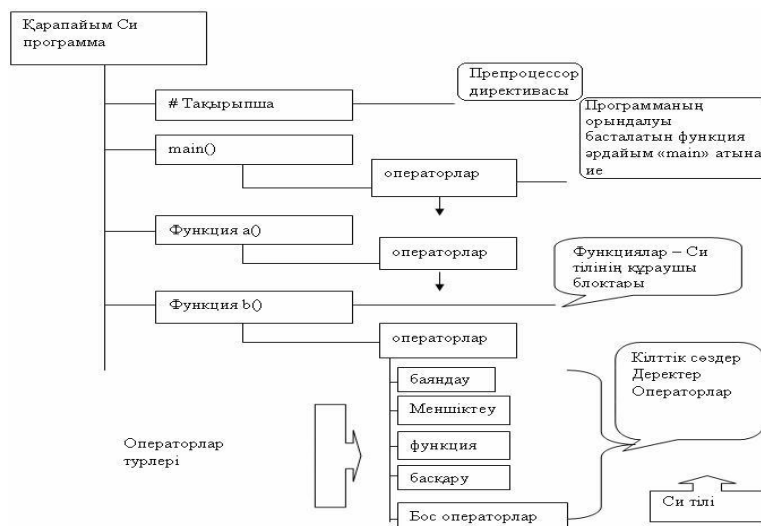 Қарапайым Си
программа
Препроцессор
директивасы
# Тақырыпша
Программаның
орындалуы
басталатын функция
әрдайым «main» атына
ие
main()
операторлар
Функция a()
операторлар
Функциялар – Си
тілінің құраушы
блоктары
Функция b()
операторлар
Кілттік сөздер
Деректер
Операторлар
баяндау
Меншіктеу
Операторлар
турлері
функция
басқару
Бос операторлар
Си тілі